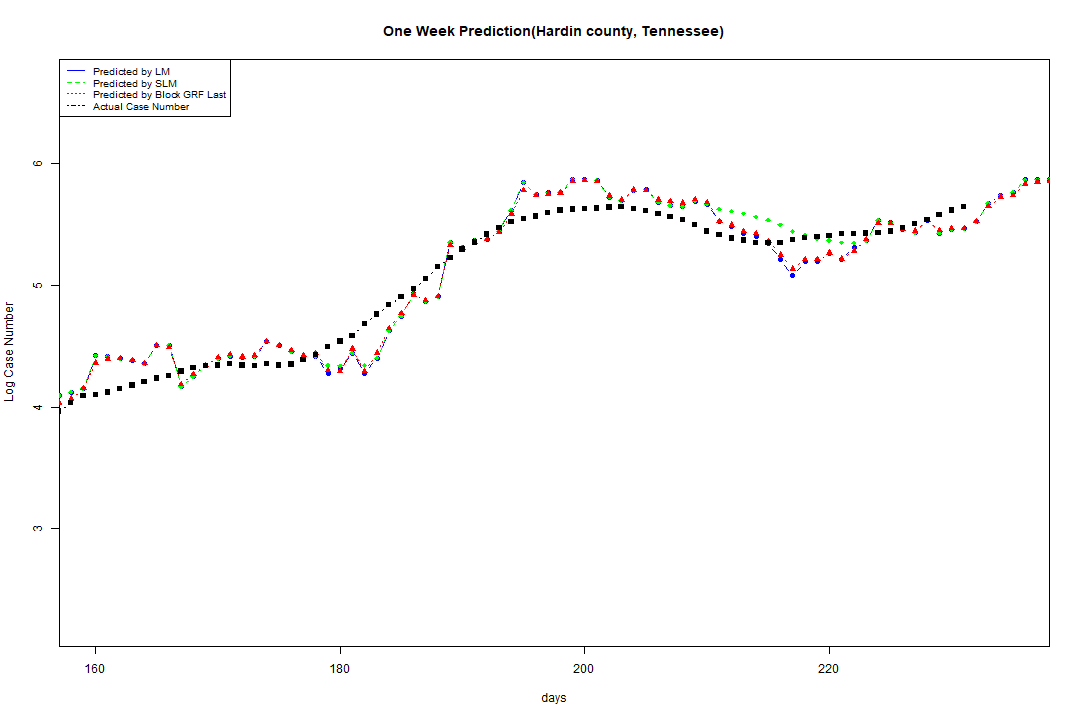 One Week Prediction(Hardin county, Tennessee)
Predicted by LM
Predicted by SLM
Predicted by Block GRF Last
Actual Case Number
6
5
4
3
Log Case Number
160 180 200 220
days